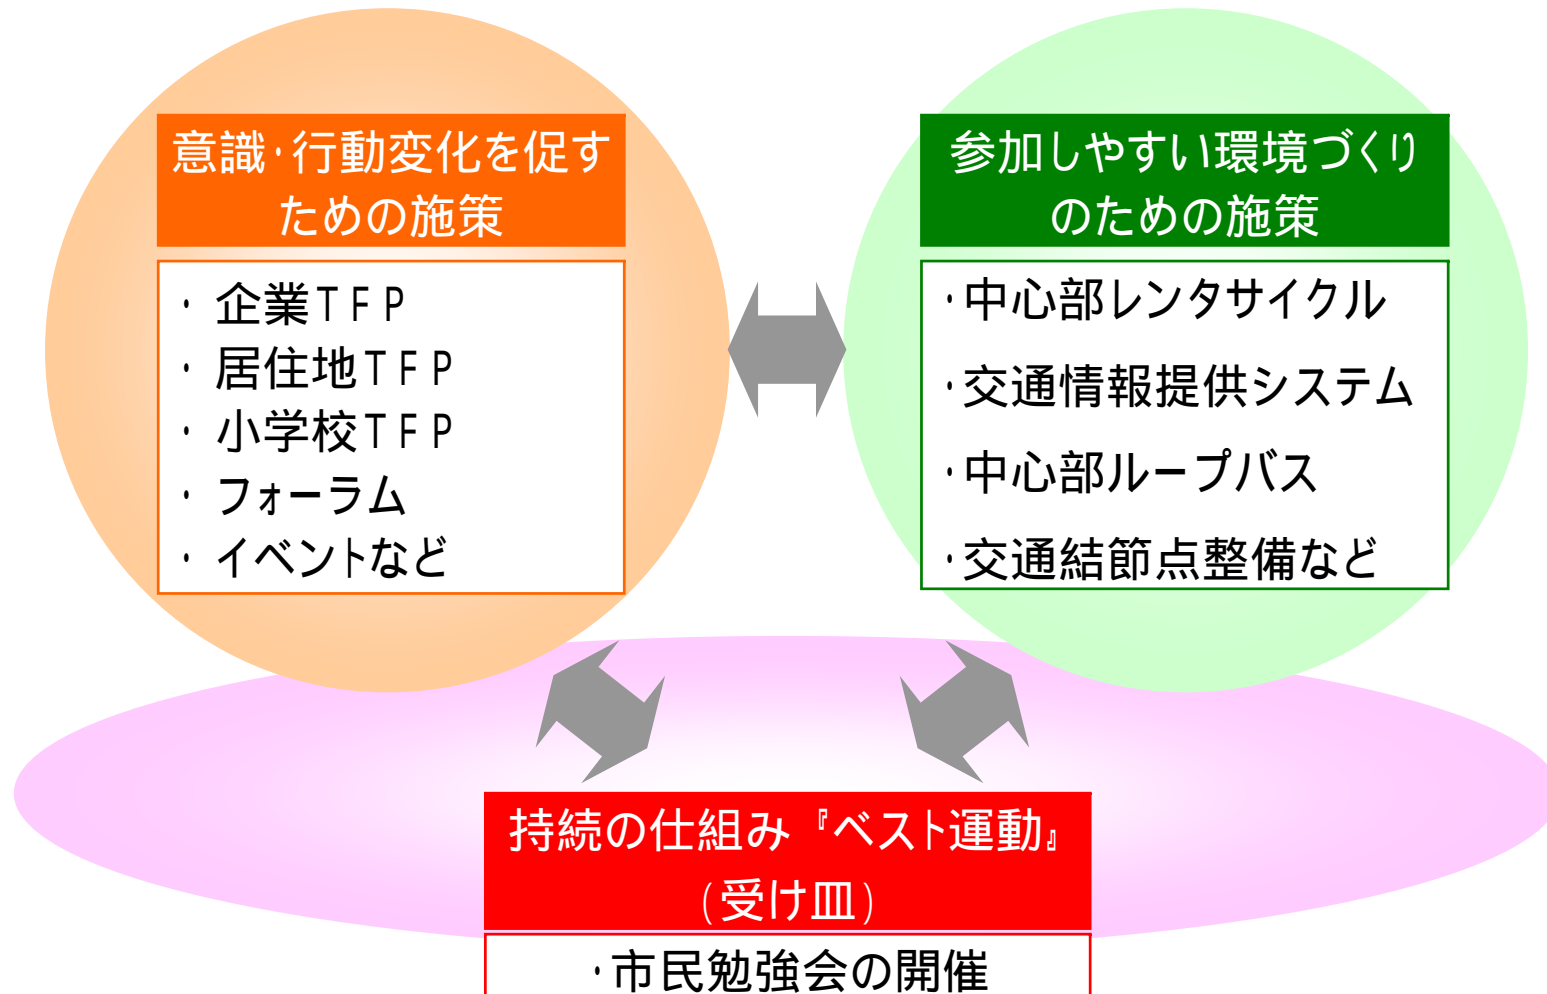 意識・行動変化を促す
ための施策
・ 企業ＴＦＰ
・ 居住地ＴＦＰ
・ 小学校ＴＦＰ
・ フォーラム
・ イベントなど
参加しやすい環境づくり
のための施策
・中心部レンタサイクル
・交通情報提供システム
・中心部ループバス
・交通結節点整備など
持続の仕組み『ベスト運動』
（受け皿）
・市民勉強会の開催